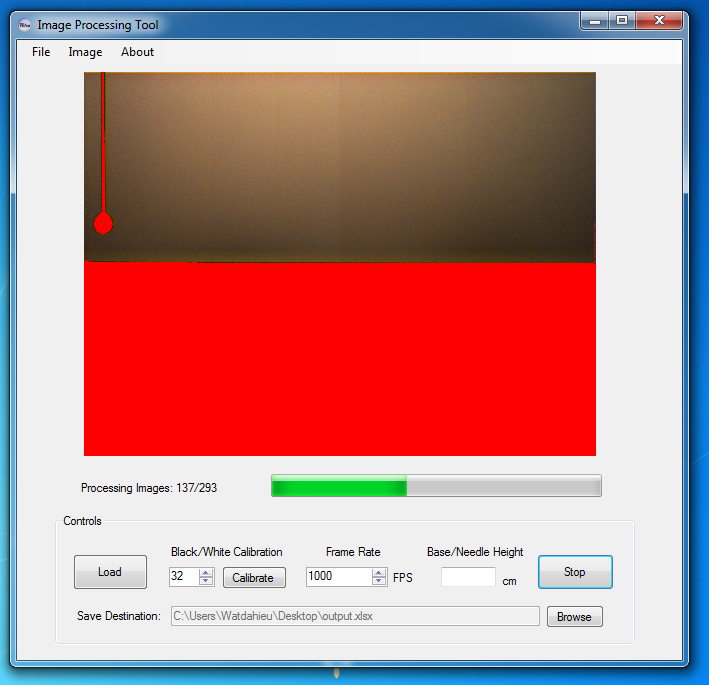 Image Processing Tool
File Image About
Processing Images: 137/293
Controls
Black/White Calibration Frame Rate Base/Needle Height
Load 32 Calibrate 1000 FPS cm Stop
Save Destination: C:\Users\Watdahieu\Desktop\output.xlsx Browse